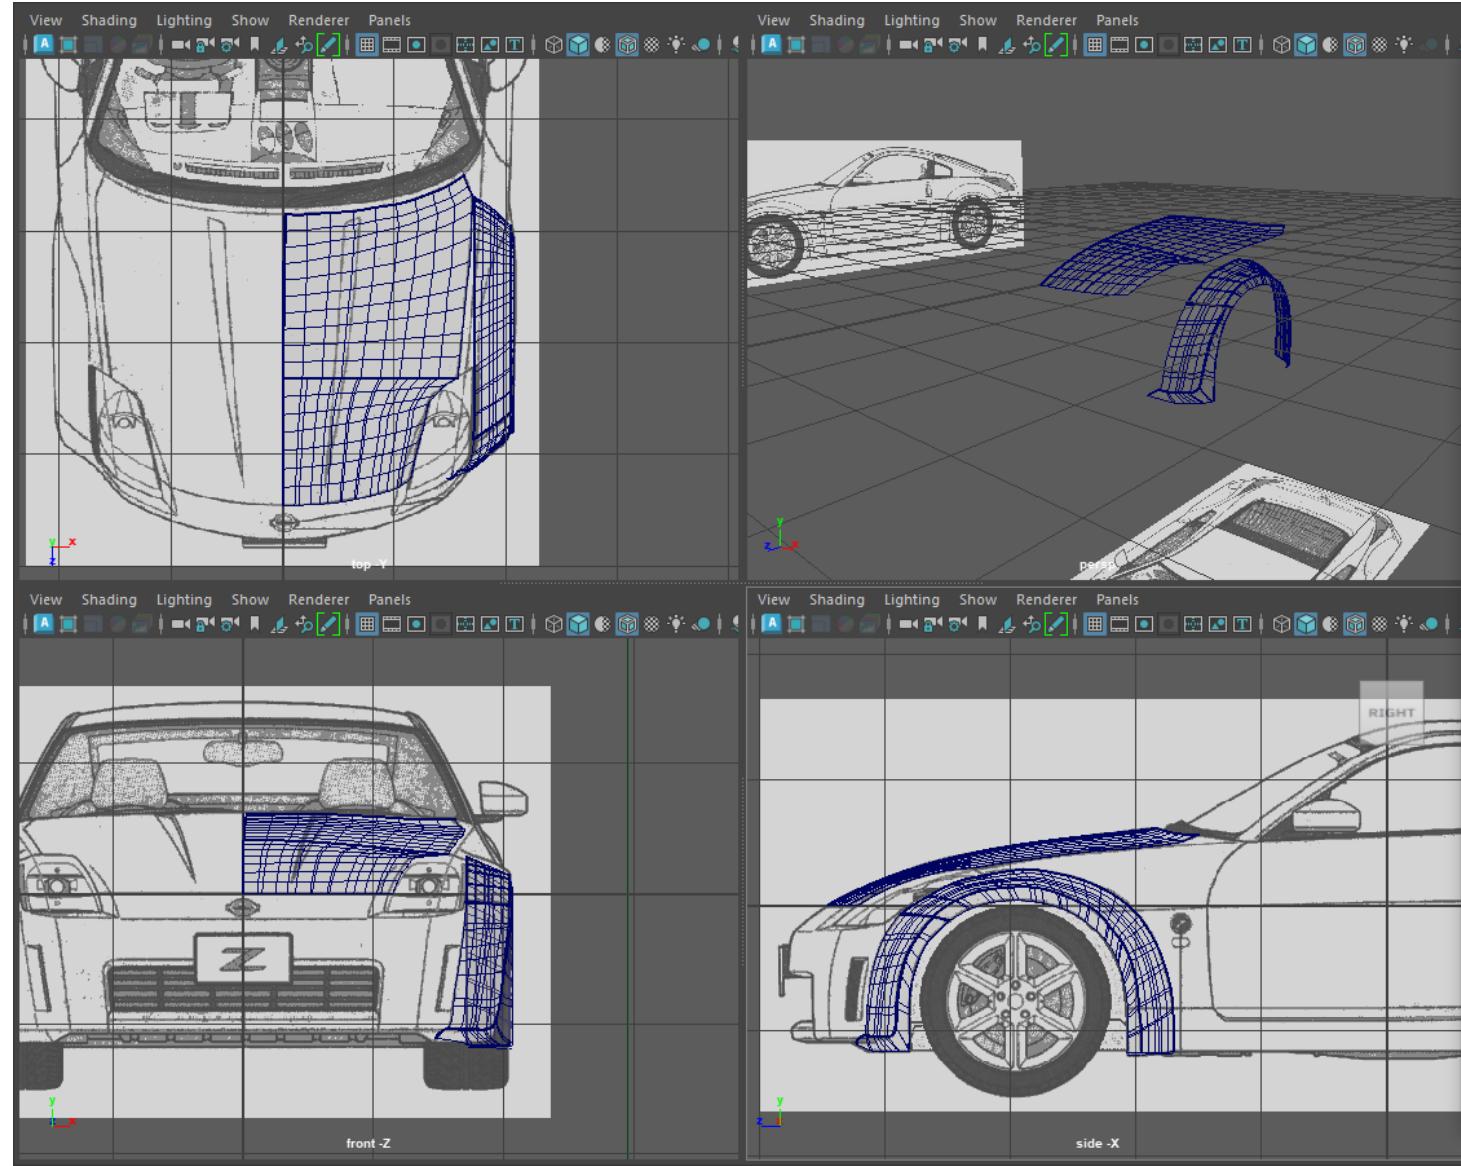 View Shading Lighting Show Renderer Panels
View Shading Lighting Show Renderer Panels
A T
A T
y x
z
top -Y
y
z x
persp
View Shading Lighting Show Renderer Panels
View Shading Lighting Show Renderer Panels
A T
A T
RIGHT
Z
y
z x
front -Z
y
z
side -X